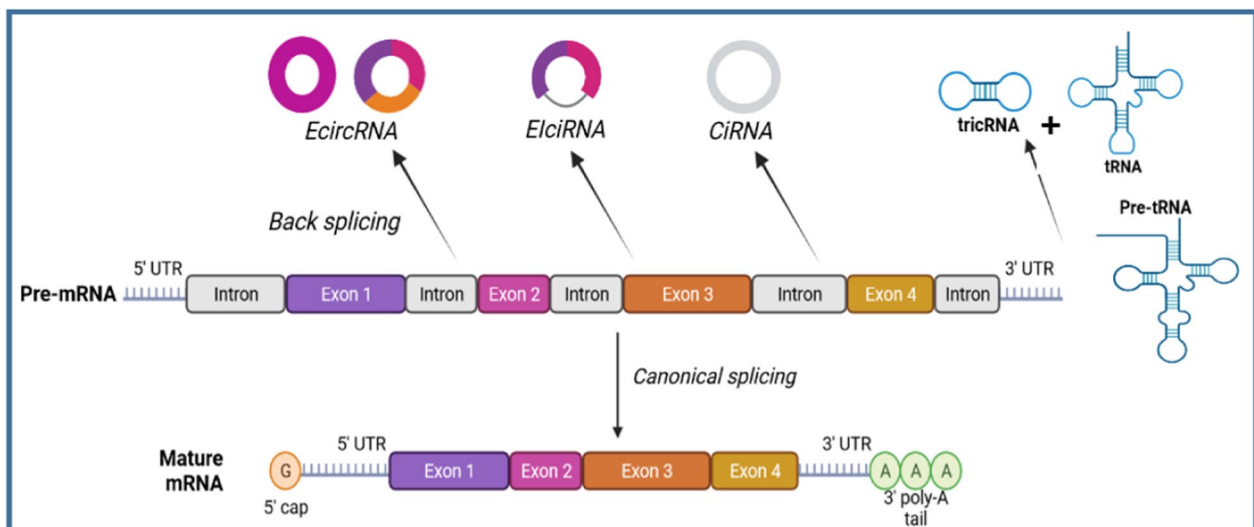 EcircRNA
EIciRNA
CiRNA
tricRNA
+
tRNA
Back splicing
Pre-tRNA
5' UTR
3' UTR
Pre-mRNA
Intron
Exon 1
Intron
Exon 2
Intron
Exon 3
Intron
Exon 4
Intron
Canonical splicing
5' UTR
3' UTR
Mature
mRNA
G
Exon 1
Exon 2
Exon 3
Exon 4
A
A
A
5' cap
3' poly-A
tail